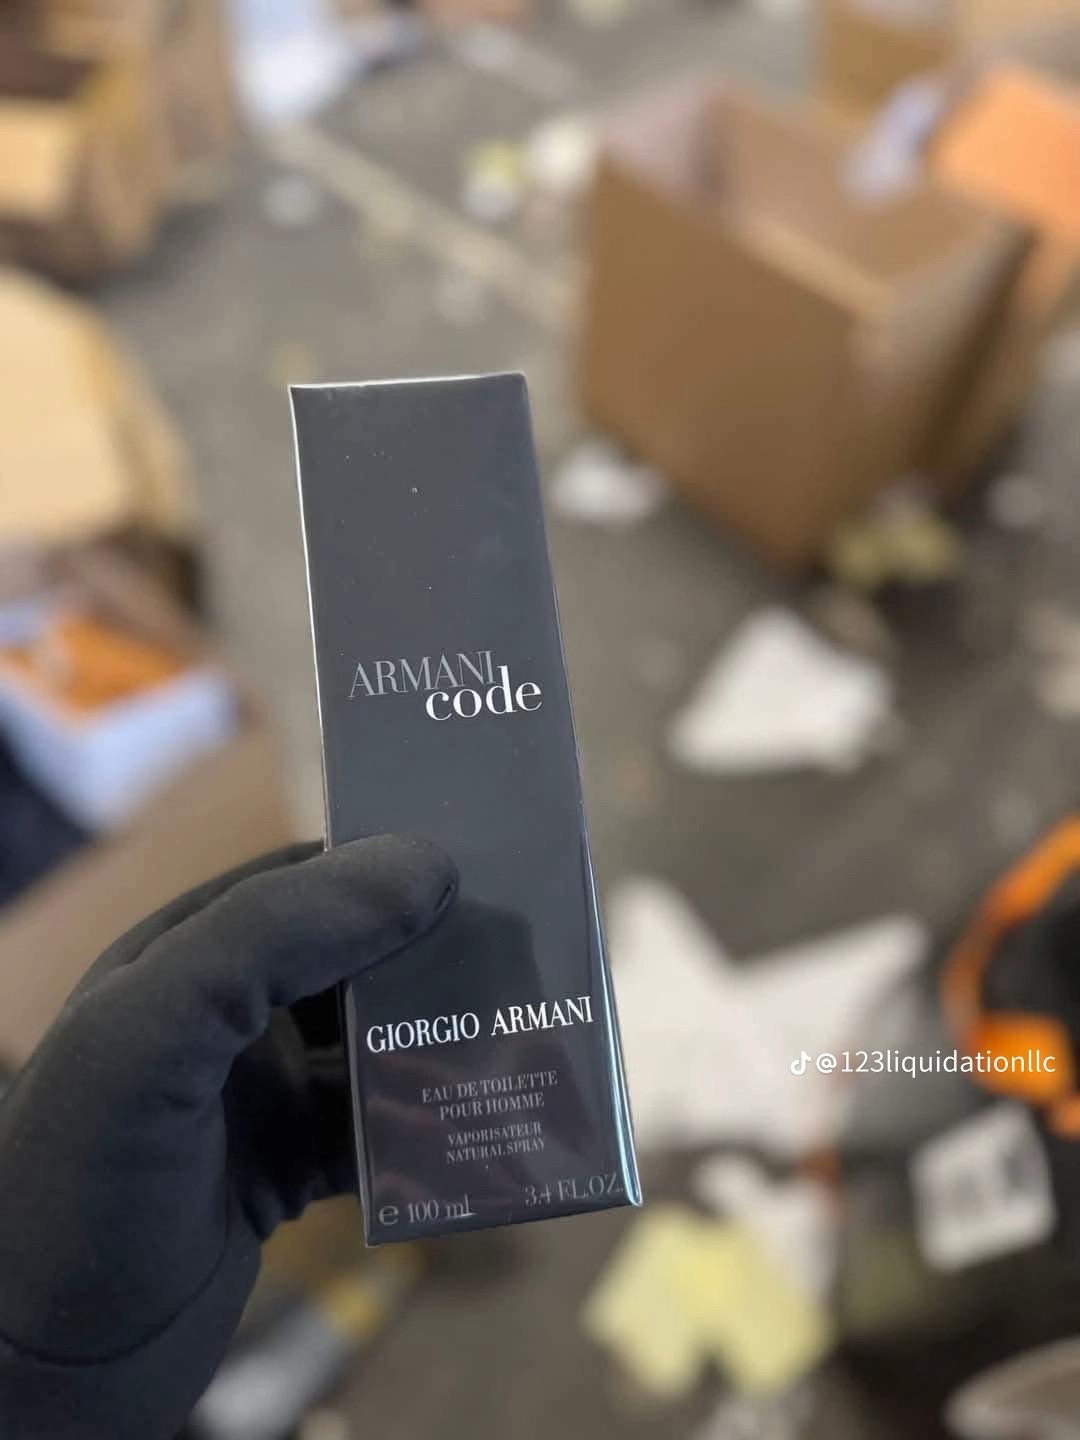 ARMANI
code
GIORGIO ARMANI
EAU DE TOILETTE
POUR HOMME
VAPORISATEUR
NATURAL SPRAY
e 100 ml 3.4 FL.OZ.
@123liquidationllc